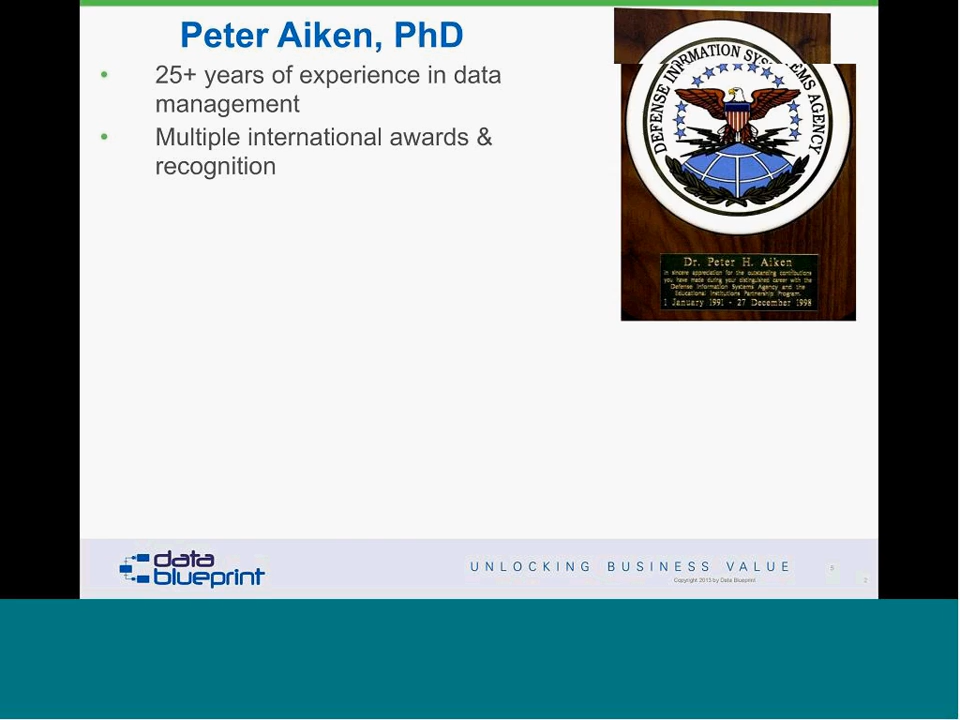 Peter Aiken, PhD
• 25+ years of experience in data
management
• Multiple international awards &
recognition
DEFENSE INFORMATION SYSTEMS AGENCY
Dr. Peter H. Aiken
In sincere appreciation for the outstanding contributions
you have made during your distinguished career with the
Defense Information Systems Agency and the
Educational Institutions Partnership Program.
1 January 1991 - 27 December 1998
data
blueprint
UNLOCKING BUSINESS VALUE
Copyright 2015 by Data Blueprint
5
2